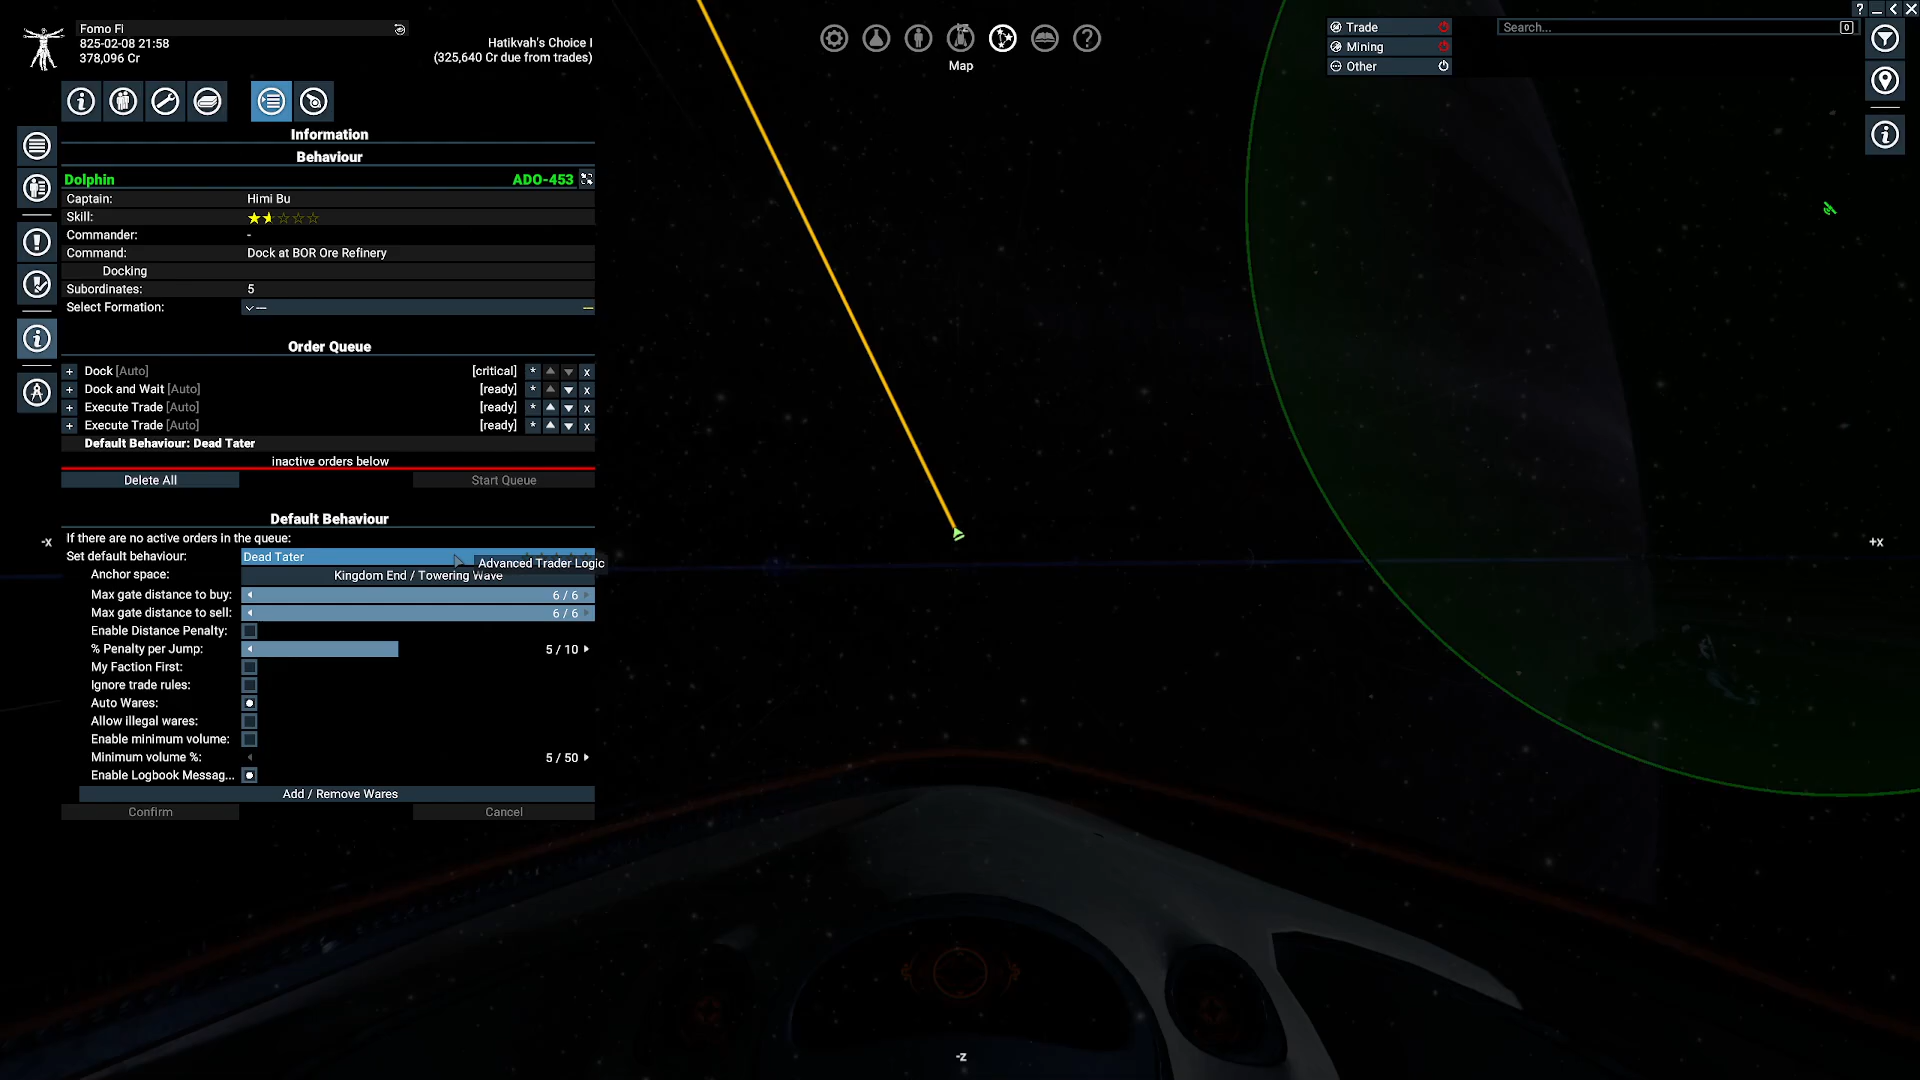 Fomo Fi
825-02-08 21:58
378,096 Cr
Hatikvah's Choice I
(325,640 Cr due from trades)
Map
Trade
Mining
Other
Search...
0
?
Information
Behaviour
Dolphin ADO-453
Captain: Himi Bu
Skill:
Commander: -
Command: Dock at BOR Ore Refinery
Docking
Subordinates: 5
Select Formation: —
Order Queue
+ Dock [Auto] [critical] * x
+ Dock and Wait [Auto] [ready] * x
+ Execute Trade [Auto] [ready] * x
+ Execute Trade [Auto] [ready] * x
Default Behaviour: Dead Tater
inactive orders below
Delete All Start Queue
Default Behaviour
If there are no active orders in the queue:
Set default behaviour: Dead Tater
Advanced Trader Logic
Anchor space: Kingdom End / Towering Wave
Max gate distance to buy: 6 / 6
Max gate distance to sell: 6 / 6
Enable Distance Penalty:
% Penalty per Jump: 5 / 10
My Faction First:
Ignore trade rules:
Auto Wares:
Allow illegal wares:
Enable minimum volume:
Minimum volume %: 5 / 50
Enable Logbook Messag...
Add / Remove Wares
Confirm Cancel
-x
+x
-z